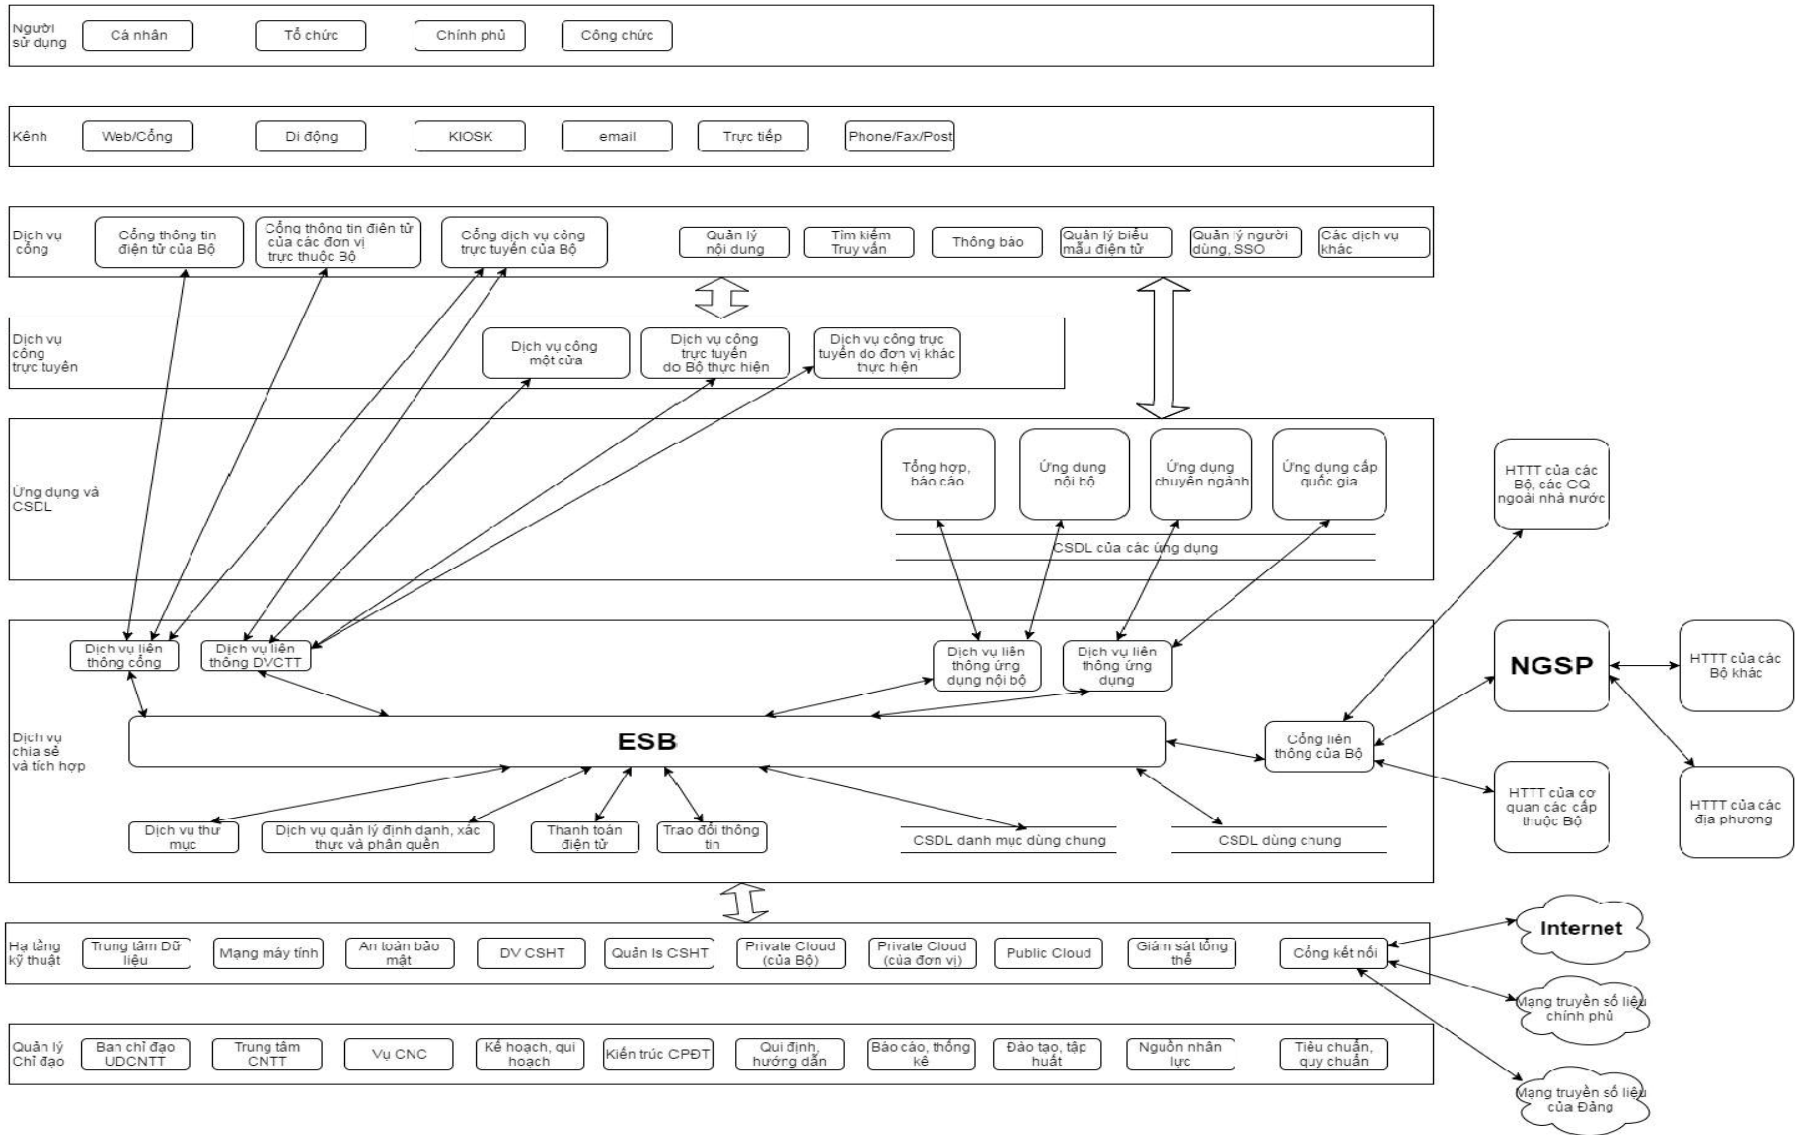 Người
sử dụng
Cá nhân
Tổ chức
Chính phủ
Công chức
Kênh
Web/Cổng
Di động
KIOSK
email
Trực tiếp
Phone/Fax/Post
Dịch vụ
cổng
Cổng thông tin
điện tử của Bộ
Cổng thông tin điện tử
của các đơn vị
trực thuộc Bộ
Cổng dịch vụ công
trực tuyến của Bộ
Quản lý
nội dung
Tìm kiếm
Truy vấn
Thông báo
Quản lý biểu
mẫu điện tử
Quản lý người
dùng, SSO
Các dịch vụ
khác
Dịch vụ
công
trực tuyến
Dịch vụ công
một cửa
Dịch vụ công
trực tuyến
do Bộ thực hiện
Dịch vụ công trực
tuyến do đơn vị khác
thực hiện
Ứng dụng và
CSDL
Tổng hợp,
báo cáo
Ứng dụng
nội bộ
Ứng dụng
chuyên ngành
Ứng dụng cấp
quốc gia
CSDL của các ứng dụng
HTTT của các
Bộ, các CQ
ngoài nhà nước
Dịch vụ
chia sẻ
và tích hợp
Dịch vụ liên
thông cổng
Dịch vụ liên
thông DVCTT
Dịch vụ liên
thông ứng
dụng nội bộ
Dịch vụ liên
thông ứng
dụng
ESB
Cổng liên
thông của Bộ
NGSP
HTTT của các
Bộ khác
HTTT của cơ
quan các cấp
thuộc Bộ
HTTT của các
địa phương
Dịch vụ thư
mục
Dịch vụ quản lý định danh, xác
thực và phân quền
Thanh toán
điện tử
Trao đổi thông
tin
CSDL danh mục dùng chung
CSDL dùng chung
Hạ tầng
kỹ thuật
Trung tâm Dữ
liệu
Mạng máy tính
An toàn bảo
mật
DV CSHT
Quản ls CSHT
Private Cloud
(của Bộ)
Private Cloud
(của đơn vị)
Public Cloud
Giám sát tổng
thể
Cổng kết nối
Internet
Mạng truyền số liệu
chính phủ
Mạng truyền số liệu
của Đảng
Quản lý
Chỉ đạo
Ban chỉ đạo
UDCNTT
Trung tâm
CNTT
Vụ CNC
Kế hoạch, qui
hoạch
Kiến trúc CPĐT
Qui định,
hướng dẫn
Báo cáo, thống
kê
Đào tạo, tập
huất
Nguồn nhân
lực
Tiêu chuẩn,
quy chuẩn